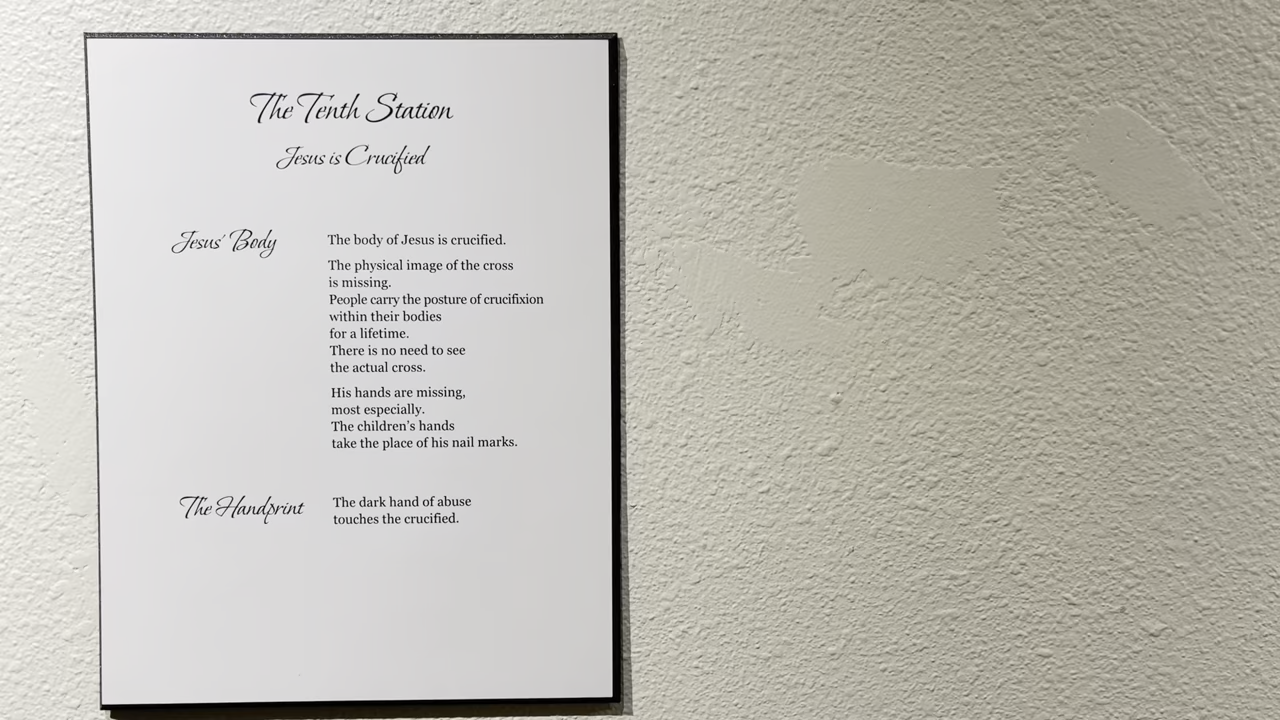 The Tenth Station
Jesus is Crucified
Jesus' Body
The body of Jesus is crucified.
The physical image of the cross
is missing.
People carry the posture of crucifixion
within their bodies
for a lifetime.
There is no need to see
the actual cross.
His hands are missing,
most especially.
The children's hands
take the place of his nail marks.
The Handprint
The dark hand of abuse
touches the crucified.